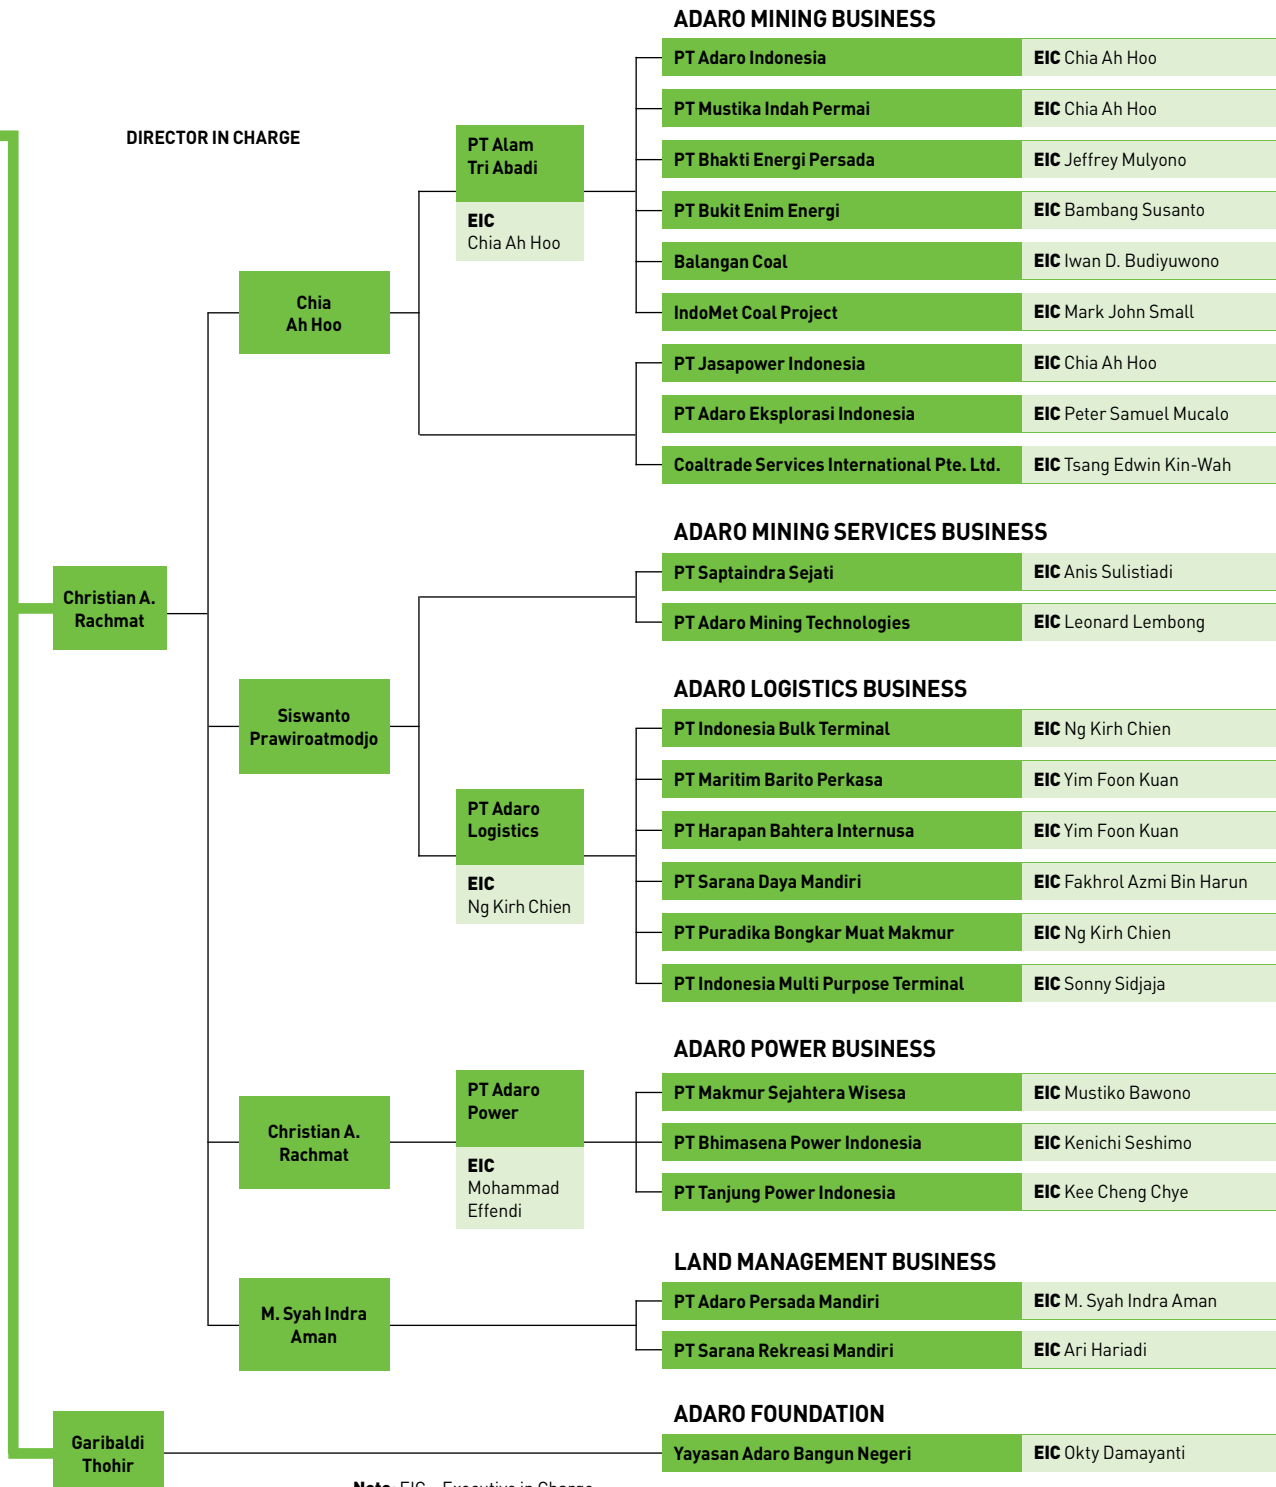 ADARO MINING BUSINESS
PT Adaro Indonesia EIC Chia Ah Hoo
PT Mustika Indah Permai EIC Chia Ah Hoo
DIRECTOR IN CHARGE
PT Alam
Tri Abadi
EIC
Chia Ah Hoo
PT Bhakti Energi Persada EIC Jeffrey Mulyono
PT Bukit Enim Energi EIC Bambang Susanto
Balangan Coal EIC Iwan D. Budiyuwono
Chia
Ah Hoo
IndoMet Coal Project EIC Mark John Small
PT Jasapower Indonesia EIC Chia Ah Hoo
PT Adaro Eksplorasi Indonesia EIC Peter Samuel Mucalo
Coaltrade Services International Pte. Ltd. EIC Tsang Edwin Kin-Wah
ADARO MINING SERVICES BUSINESS
PT Saptaindra Sejati EIC Anis Sulistiadi
Christian A.
Rachmat
PT Adaro Mining Technologies EIC Leonard Lembong
ADARO LOGISTICS BUSINESS
Siswanto
Prawiroatmodjo
PT Indonesia Bulk Terminal EIC Ng Kirh Chien
PT Maritim Barito Perkasa EIC Yim Foon Kuan
PT Adaro
Logistics
EIC
Ng Kirh Chien
PT Harapan Bahtera Internusa EIC Yim Foon Kuan
PT Sarana Daya Mandiri EIC Fakhrol Azmi Bin Harun
PT Puradika Bongkar Muat Makmur EIC Ng Kirh Chien
PT Indonesia Multi Purpose Terminal EIC Sonny Sidjaja
ADARO POWER BUSINESS
PT Adaro
Power
EIC
Mohammad
Effendi
PT Makmur Sejahtera Wisesa EIC Mustiko Bawono
Christian A.
Rachmat
PT Bhimasena Power Indonesia EIC Kenichi Seshimo
PT Tanjung Power Indonesia EIC Kee Cheng Chye
LAND MANAGEMENT BUSINESS
PT Adaro Persada Mandiri EIC M. Syah Indra Aman
M. Syah Indra
Aman
PT Sarana Rekreasi Mandiri EIC Ari Hariadi
ADARO FOUNDATION
Garibaldi
Thohir
Yayasan Adaro Bangun Negeri EIC Okty Damayanti
Note: EIC - Executive in Charge